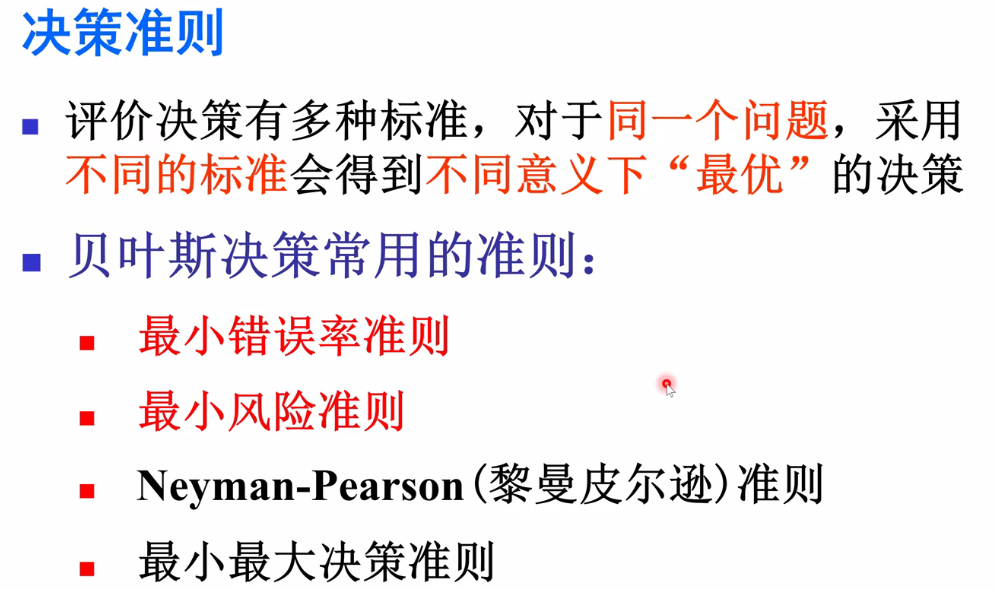 决策准则
评价决策有多种标准，对于同一个问题，采用
不同的标准会得到不同意义下“最优”的决策
贝叶斯决策常用的准则：
最小错误率准则
最小风险准则
Neyman-Pearson(黎曼皮尔逊)准则
最小最大决策准则